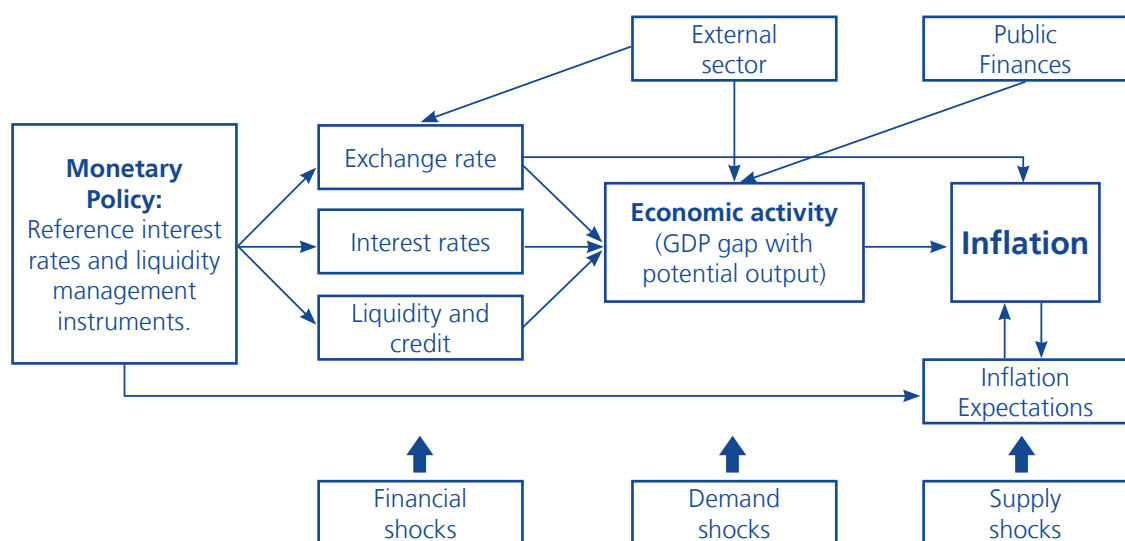 External
sector
Public
Finances
Monetary
Policy:
Reference interest
rates and liquidity
management
instruments.
Exchange rate
Interest rates
Liquidity and
credit
Economic activity
(GDP gap with
potential output)
Inflation
Inflation
Expectations
Financial
shocks
Demand
shocks
Supply
shocks